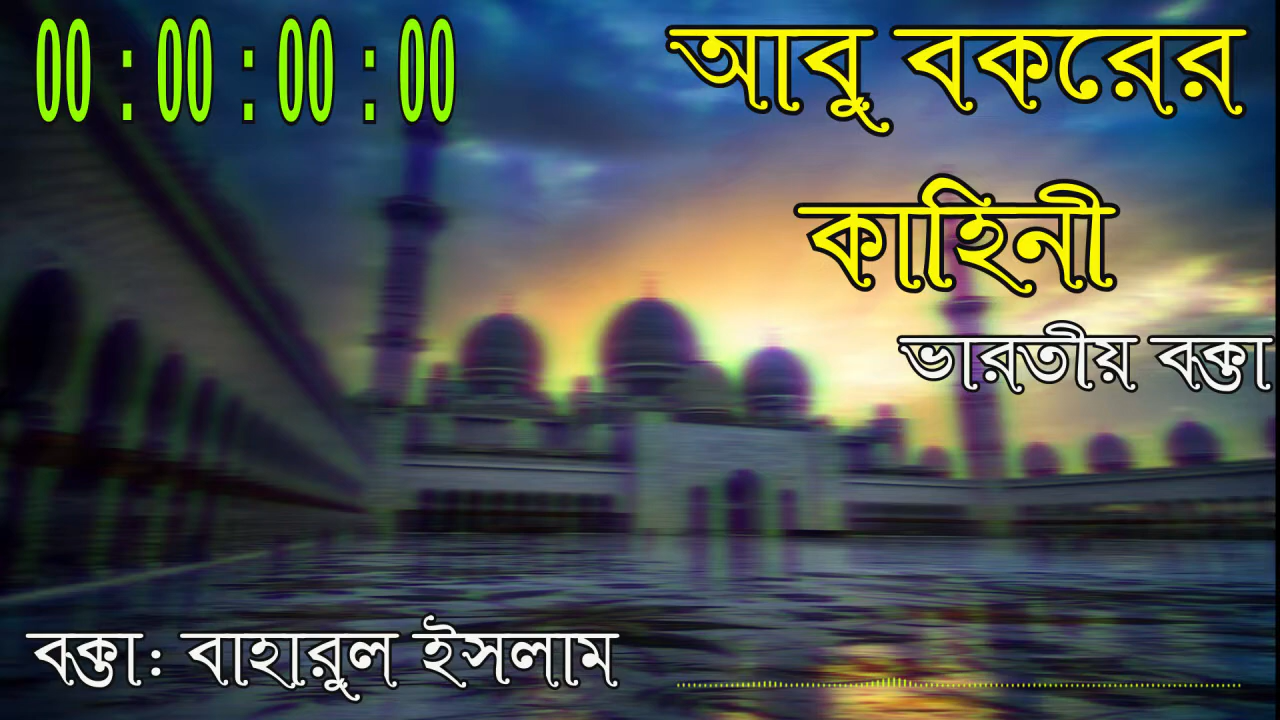 00 : 00 : 00 : 00
আবু বকরের
কাহিনী
ভারতীয় বক্তা
বক্তা: বাহারুল ইসলাম